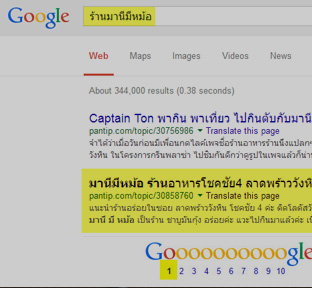 Google ร้านมานีมีหม้อ
Web Maps Images Videos News
About 344,000 results (0.38 seconds)
Captain Ton พากิน พาเที่ยว ไปกินดับกับมานี
pantip.com/topic/30756986 ▼ Translate this page
จำได้ว่าเมื่อวันก่อนมีเพื่อนกดไลค์เพจชื่อร้านอาหารร้านนึงแปลกๆ
วังหิน ในโครงการกรีนพลาซ่า ไปชิมกันดีกว่าดูรูปในเพจแล้วก็น่า
มานีมีหม้อ ร้านอาหารโชคชัย4 ลาดพร้าววังหิน
pantip.com/topic/30858760 ▼ Translate this page
แนะนำร้านอร่อยในซอย ลาดพร้าววังหิน โชคชัย 4 ค่ะ
มานี มี หม้อ เป็นร้าน ชาบูมันกุ้ง อร่อยค่ะ แวะไปกินมาแล้วค่ะ
Goooooooooogle
1 2 3 4 5 6 7 8 9 10